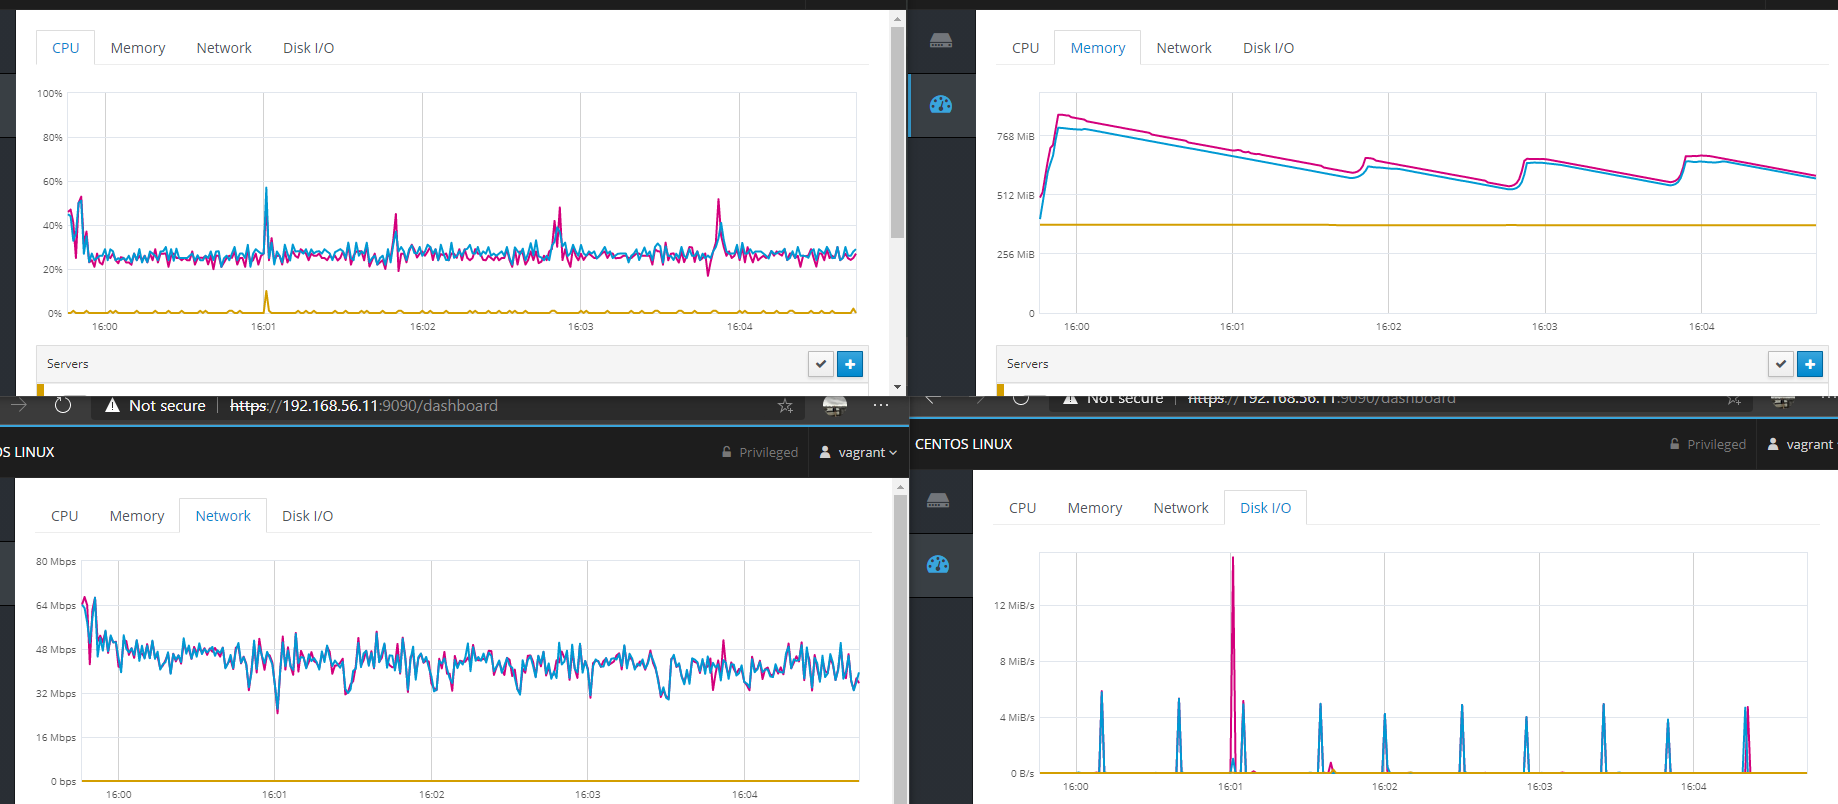 CPU Memory Network Disk I/O
100%
80%
60%
40%
20%
0%
16:00 16:01 16:02 16:03 16:04
Servers
CPU Memory Network Disk I/O
768 MiB
512 MiB
256 MiB
0
16:00 16:01 16:02 16:03 16:04
Servers
Not secure https://192.168.56.11:9090/dashboard
OS LINUX Privileged vagrant
CPU Memory Network Disk I/O
80 Mbps
64 Mbps
48 Mbps
32 Mbps
16 Mbps
0 bps
16:00 16:01 16:02 16:03 16:04
Not secure https://192.168.56.11:9090/dashboard
CENTOS LINUX Privileged vagrant
CPU Memory Network Disk I/O
12 MiB/s
8 MiB/s
4 MiB/s
0 B/s
16:00 16:01 16:02 16:03 16:04